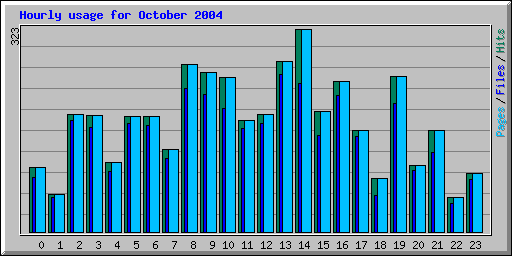 Hourly usage for October 2004
323
Pages/Files/Hits
0 1 2 3 4 5 6 7 8 9 10 11 12 13 14 15 16 17 18 19 20 21 22 23